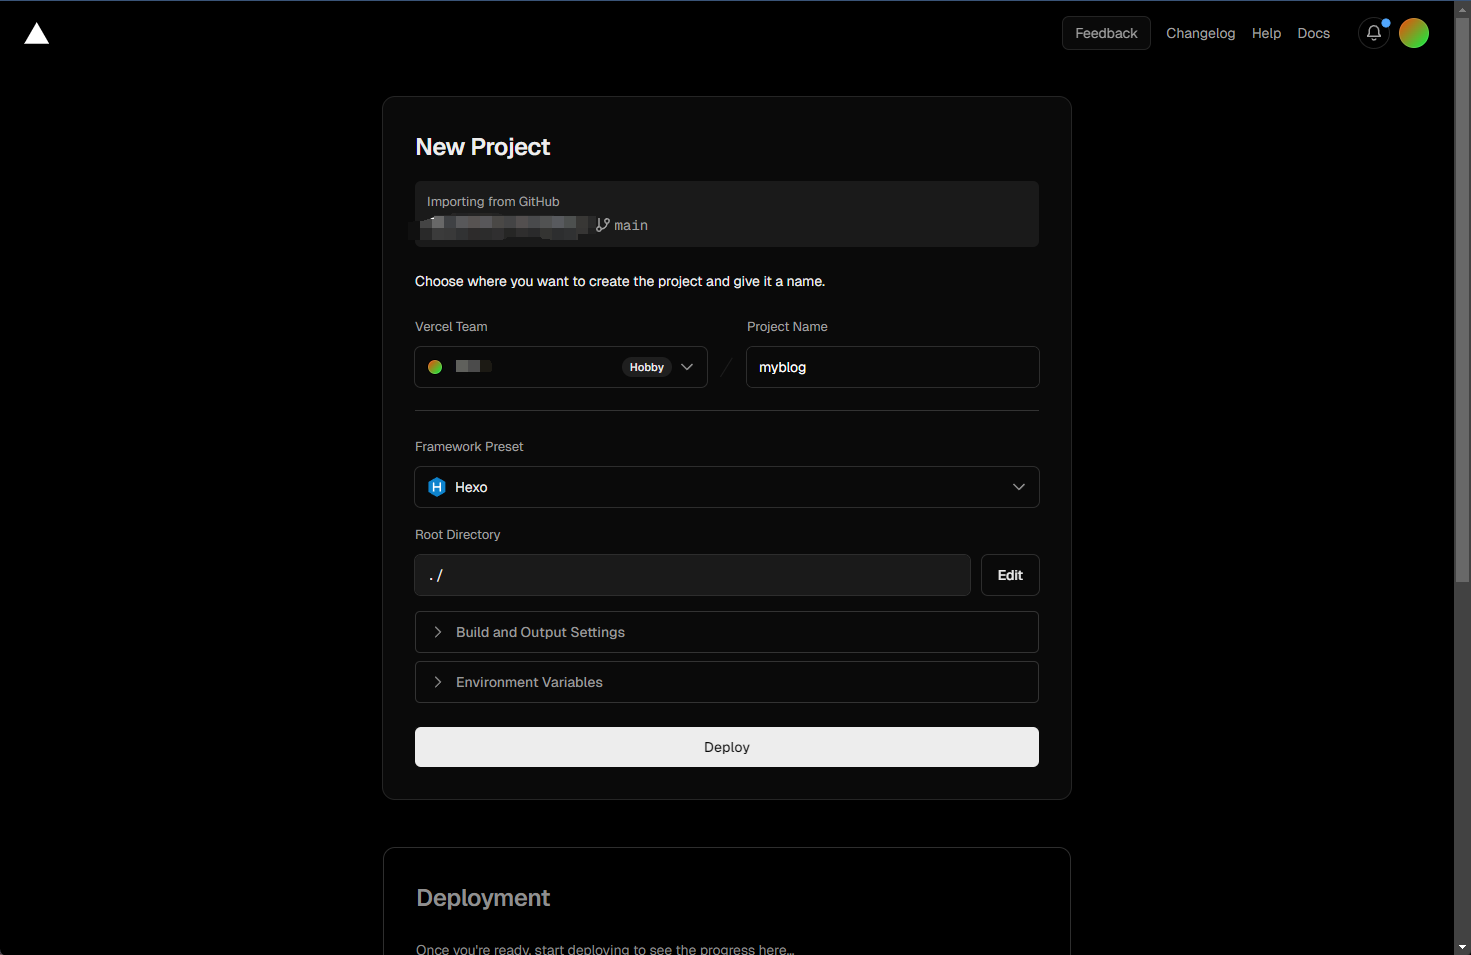 Feedback Changelog Help Docs
New Project
Importing from GitHub
main
Choose where you want to create the project and give it a name.
Vercel Team
Project Name
Hobby
myblog
Framework Preset
H Hexo
Root Directory
./
Edit
Build and Output Settings
Environment Variables
Deploy
Deployment
Once you're ready, start deploying to see the progress here...